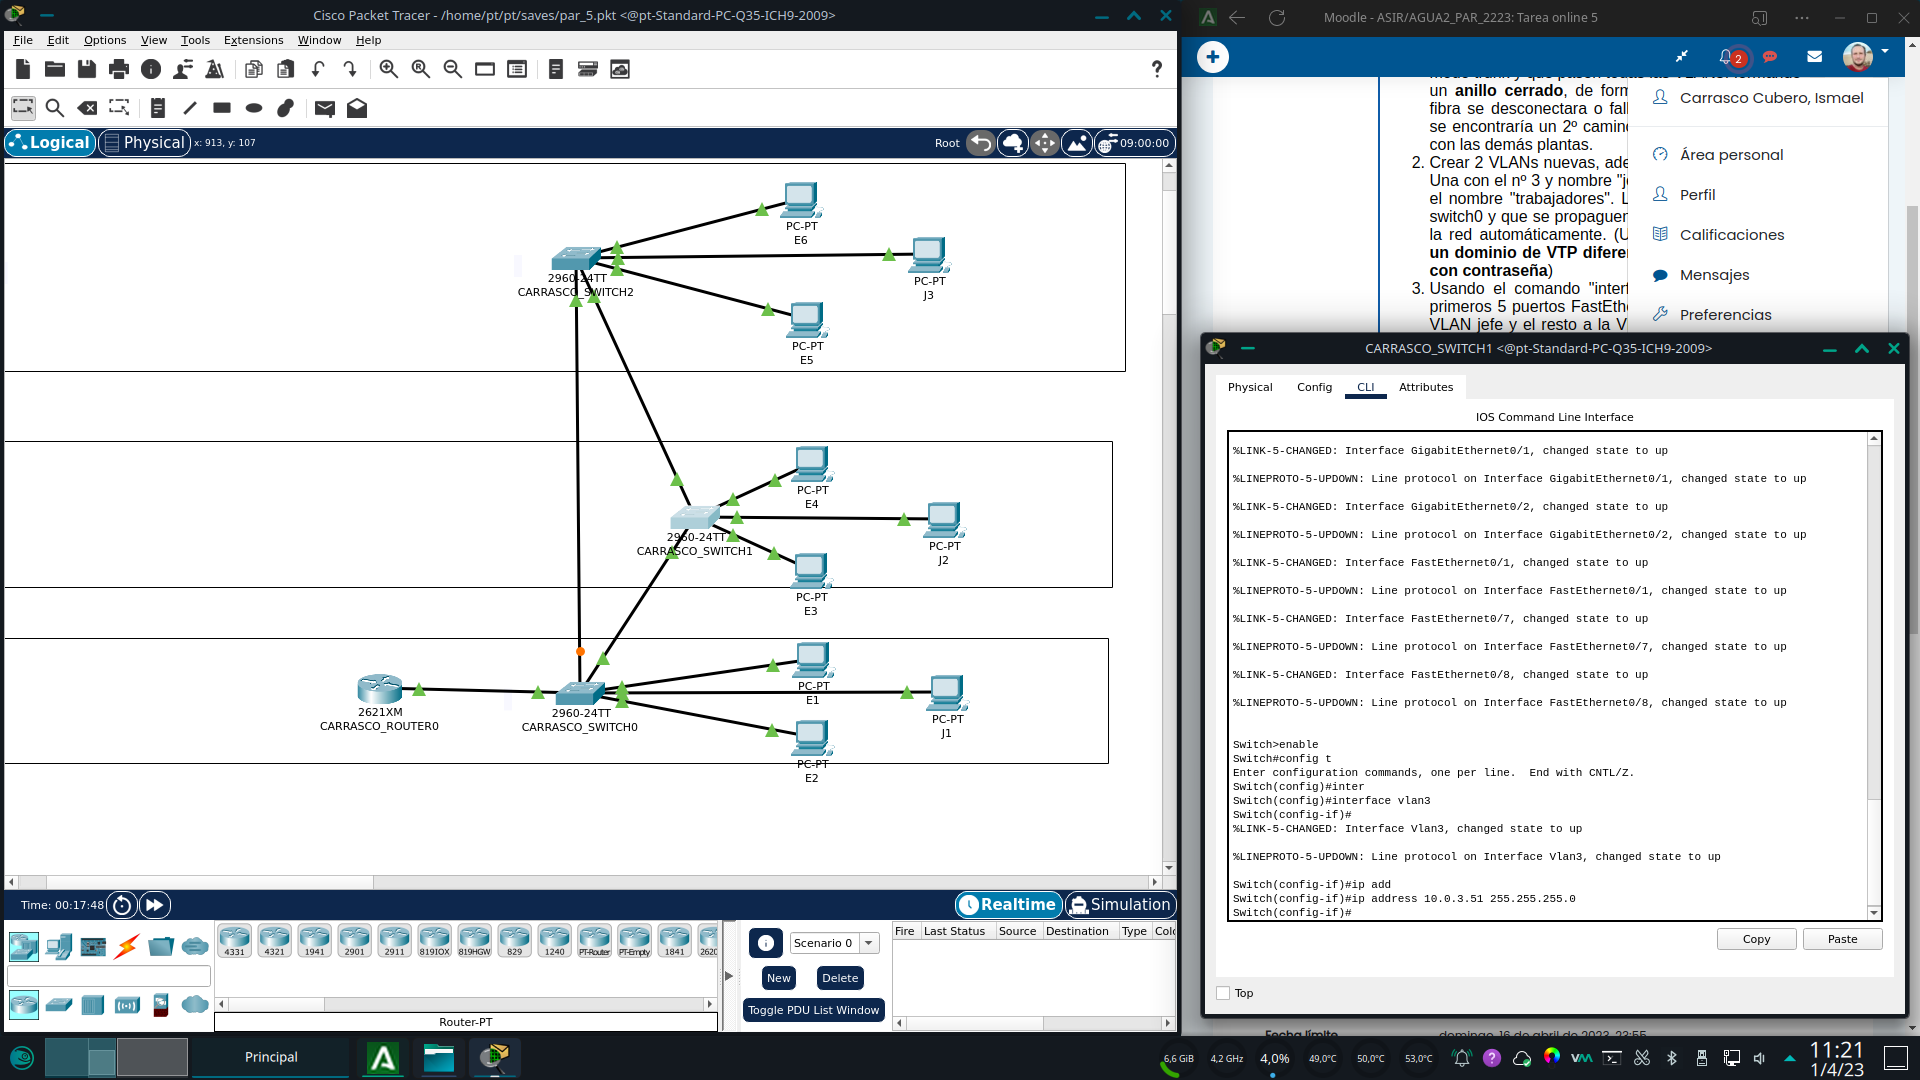 Cisco Packet Tracer - /home/pt/pt/saves/par_5.pkt <@pt-Standard-PC-Q35-ICH9-2009>
File Edit Options View Tools Extensions Window Help
?
Logical
Physical
x: 913, y: 107
Root
09:00:00
PC-PT
E6
2960-24TT
CARRASCO_SWITCH2
PC-PT
J3
PC-PT
E5
PC-PT
E4
2960-24TT
CARRASCO_SWITCH1
PC-PT
J2
PC-PT
E3
PC-PT
E1
2621XM
CARRASCO_ROUTER0
2960-24TT
CARRASCO_SWITCH0
PC-PT
J1
PC-PT
E2
Time: 00:17:48
Realtime
Simulation
4331 4321 1941 2901 2911 819IOX 819HGW 829 1240 PT-Router PT-Empty 1841 2620
Router-PT
Scenario 0
New
Delete
Toggle PDU List Window
Fire Last Status Source Destination Type Colo
Moodle - ASIR/AGUA2_PAR_2223: Tarea online 5
2
un anillo cerrado, de form
fibra se desconectara o fall
se encontraría un 2º camino
con las demás plantas.
2. Crear 2 VLANs nuevas, ade
Una con el nº 3 y nombre "je
el nombre "trabajadores". L
switch0 y que se propaguen
la red automáticamente. (U
un dominio de VTP diferen
con contraseña)
3. Usando el comando "interf
primeros 5 puertos FastEthe
VLAN jefe y el resto a la V
Carrasco Cubero, Ismael
Área personal
Perfil
Calificaciones
Mensajes
Preferencias
CARRASCO_SWITCH1 <@pt-Standard-PC-Q35-ICH9-2009>
Physical Config CLI Attributes
IOS Command Line Interface
%LINK-5-CHANGED: Interface GigabitEthernet0/1, changed state to up
%LINEPROTO-5-UPDOWN: Line protocol on Interface GigabitEthernet0/1, changed state to up
%LINK-5-CHANGED: Interface GigabitEthernet0/2, changed state to up
%LINEPROTO-5-UPDOWN: Line protocol on Interface GigabitEthernet0/2, changed state to up
%LINK-5-CHANGED: Interface FastEthernet0/1, changed state to up
%LINEPROTO-5-UPDOWN: Line protocol on Interface FastEthernet0/1, changed state to up
%LINK-5-CHANGED: Interface FastEthernet0/7, changed state to up
%LINEPROTO-5-UPDOWN: Line protocol on Interface FastEthernet0/7, changed state to up
%LINK-5-CHANGED: Interface FastEthernet0/8, changed state to up
%LINEPROTO-5-UPDOWN: Line protocol on Interface FastEthernet0/8, changed state to up
Switch>enable
Switch#config t
Enter configuration commands, one per line. End with CNTL/Z.
Switch(config)#inter
Switch(config)#interface vlan3
Switch(config-if)#
%LINK-5-CHANGED: Interface Vlan3, changed state to up
%LINEPROTO-5-UPDOWN: Line protocol on Interface Vlan3, changed state to up
Switch(config-if)#ip add
Switch(config-if)#ip address 10.0.3.51 255.255.255.0
Switch(config-if)#
Copy
Paste
Top
Fecha límite
domingo, 16 de abril de 2023, 23:55
Principal
6,6 GiB
4,2 GHz
4,0%
49,0°C
50,0°C
53,0°C
11:21
1/4/23